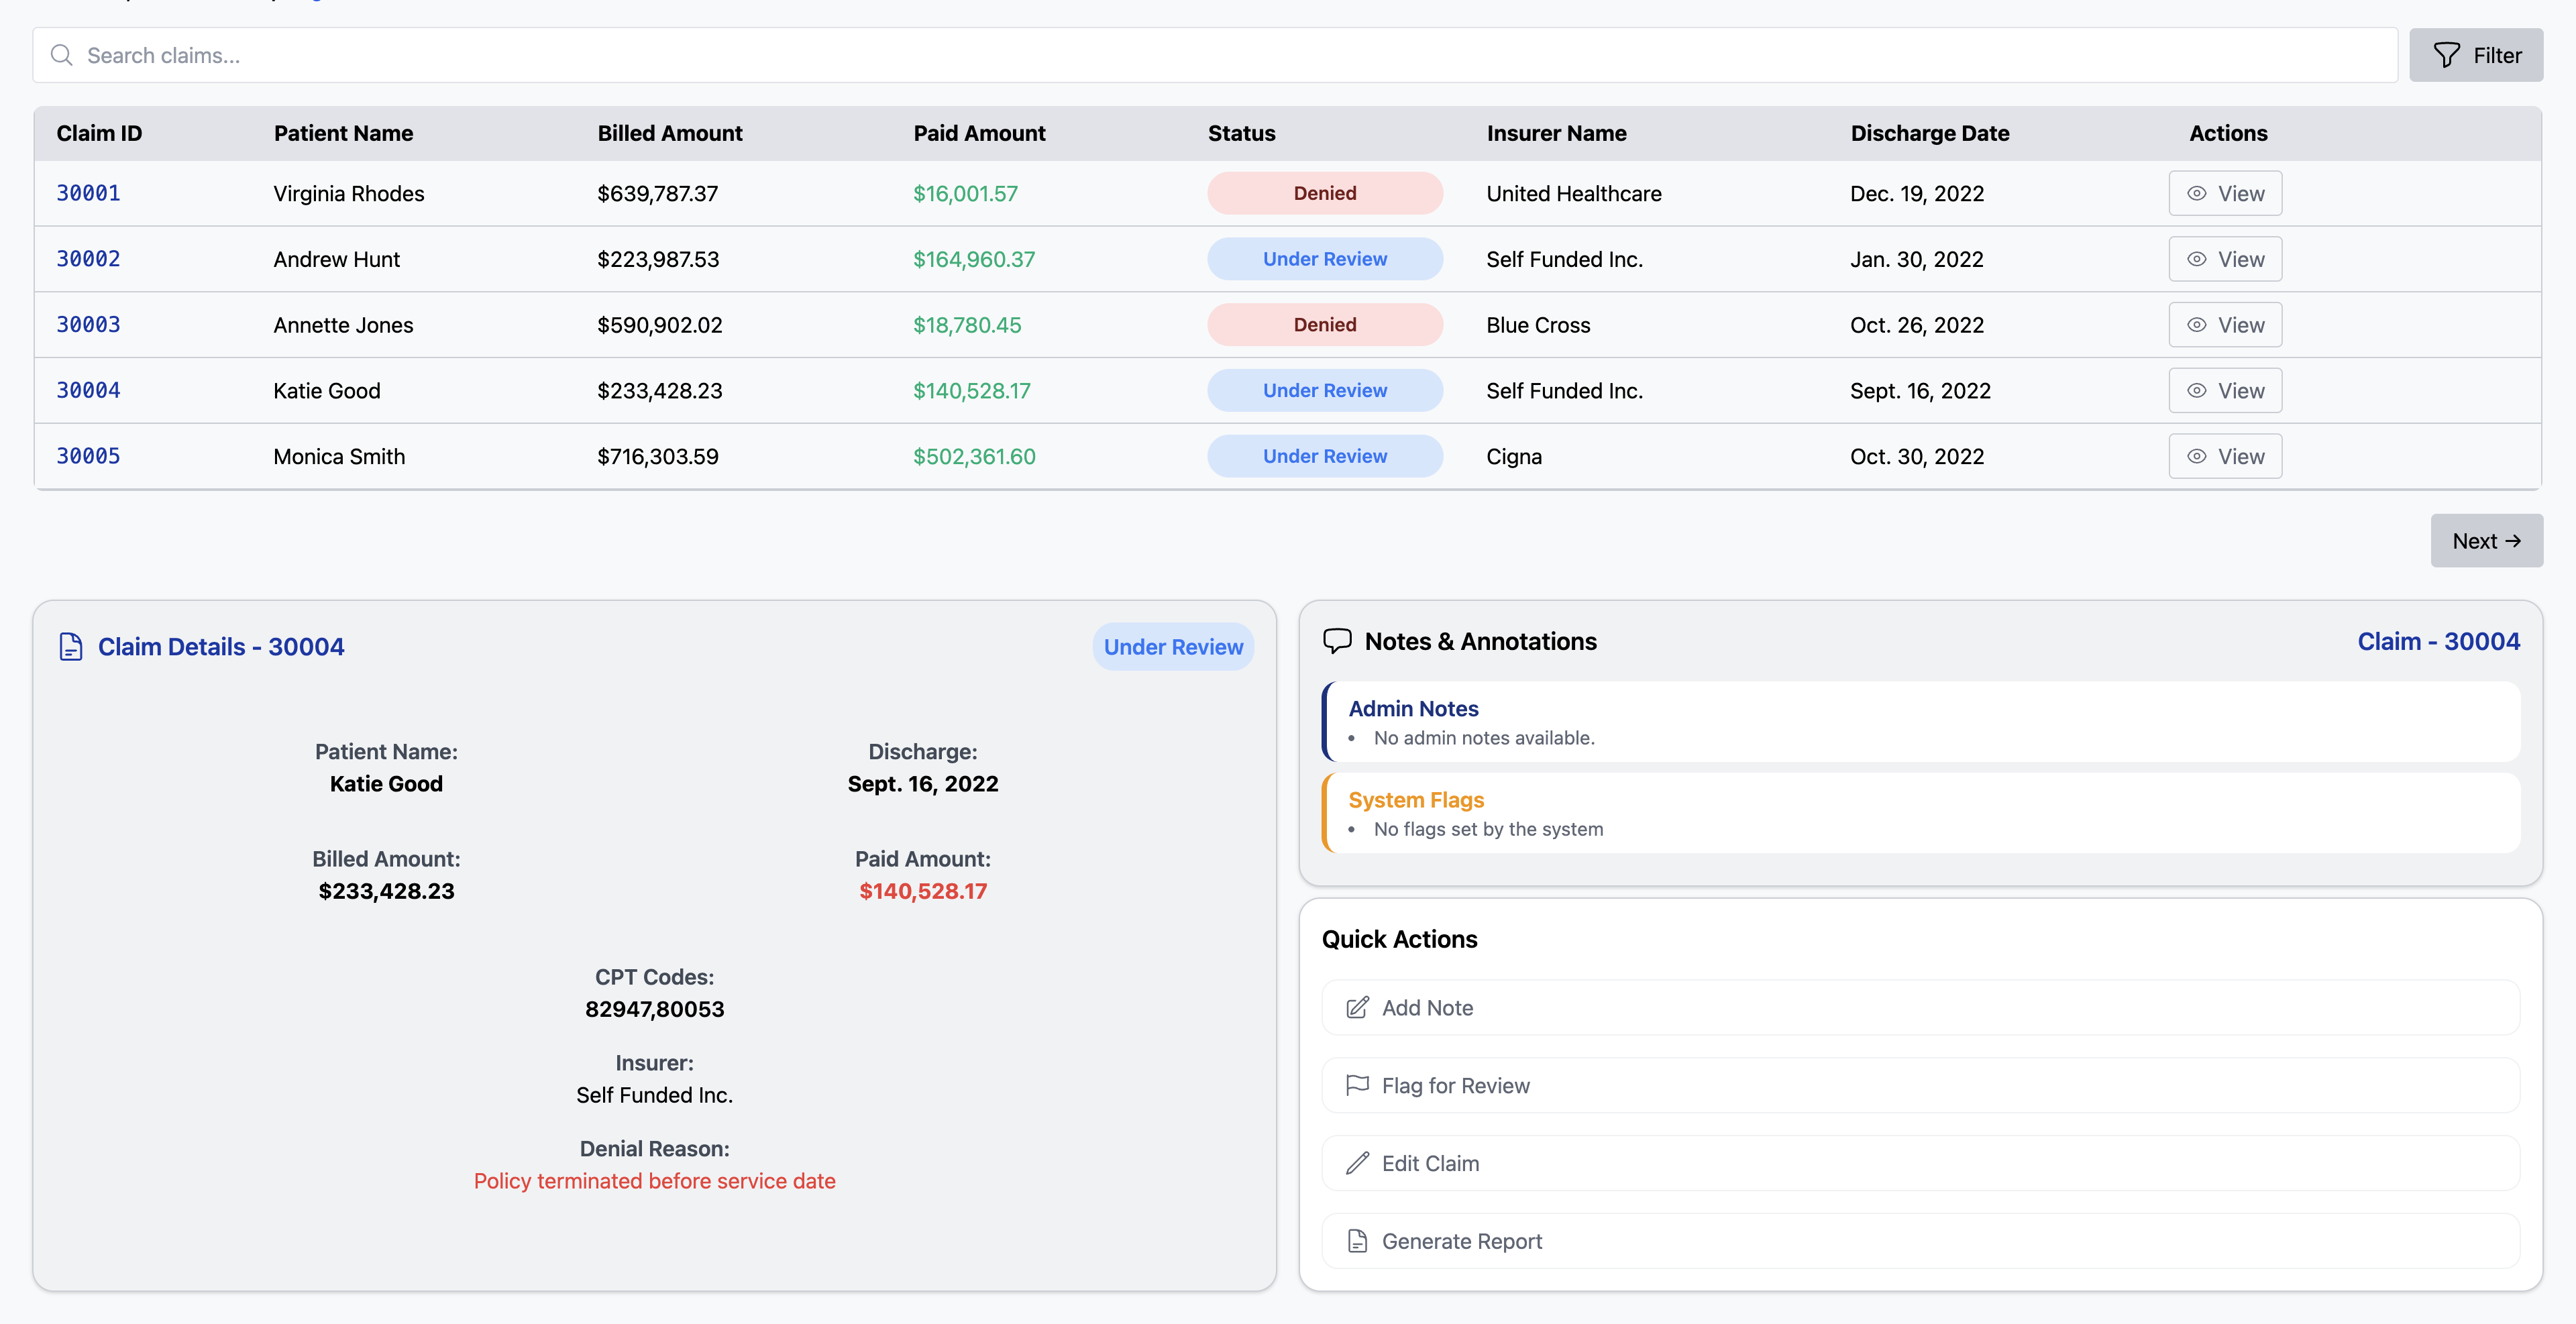 Search claims...
Filter
Claim ID Patient Name Billed Amount Paid Amount Status Insurer Name Discharge Date Actions
30001 Virginia Rhodes $639,787.37 $16,001.57 Denied United Healthcare Dec. 19, 2022 View
30002 Andrew Hunt $223,987.53 $164,960.37 Under Review Self Funded Inc. Jan. 30, 2022 View
30003 Annette Jones $590,902.02 $18,780.45 Denied Blue Cross Oct. 26, 2022 View
30004 Katie Good $233,428.23 $140,528.17 Under Review Self Funded Inc. Sept. 16, 2022 View
30005 Monica Smith $716,303.59 $502,361.60 Under Review Cigna Oct. 30, 2022 View
Next →
Claim Details - 30004
Under Review
Patient Name:
Katie Good
Discharge:
Sept. 16, 2022
Billed Amount:
$233,428.23
Paid Amount:
$140,528.17
CPT Codes:
82947,80053
Insurer:
Self Funded Inc.
Denial Reason:
Policy terminated before service date
Notes & Annotations
Claim - 30004
Admin Notes
• No admin notes available.
System Flags
• No flags set by the system
Quick Actions
Add Note
Flag for Review
Edit Claim
Generate Report